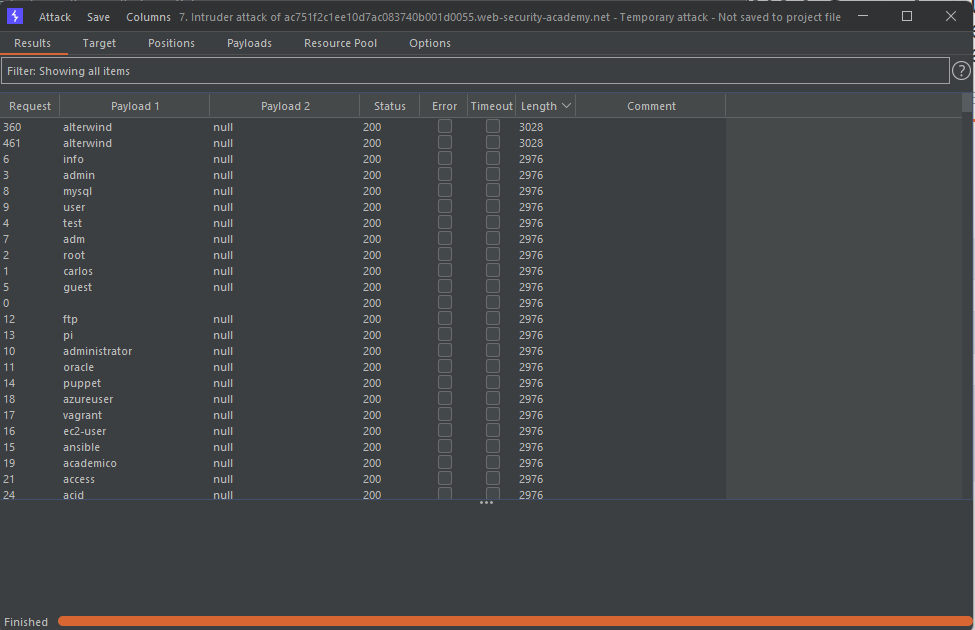 Attack Save Columns 7. Intruder attack of ac751f2c1ee10d7ac083740b001d0055.web-security-academy.net - Temporary attack - Not saved to project file
Results Target Positions Payloads Resource Pool Options
Filter: Showing all items
?
Request Payload 1 Payload 2 Status Error Timeout Length Comment
360 alterwind null 200 3028
461 alterwind null 200 3028
6 info null 200 2976
3 admin null 200 2976
8 mysql null 200 2976
9 user null 200 2976
4 test null 200 2976
7 adm null 200 2976
2 root null 200 2976
1 carlos null 200 2976
5 guest null 200 2976
0 200 2976
12 ftp null 200 2976
13 pi null 200 2976
10 administrator null 200 2976
11 oracle null 200 2976
14 puppet null 200 2976
18 azureuser null 200 2976
17 vagrant null 200 2976
16 ec2-user null 200 2976
15 ansible null 200 2976
19 academico null 200 2976
21 access null 200 2976
24 acid null 200 2976
Finished